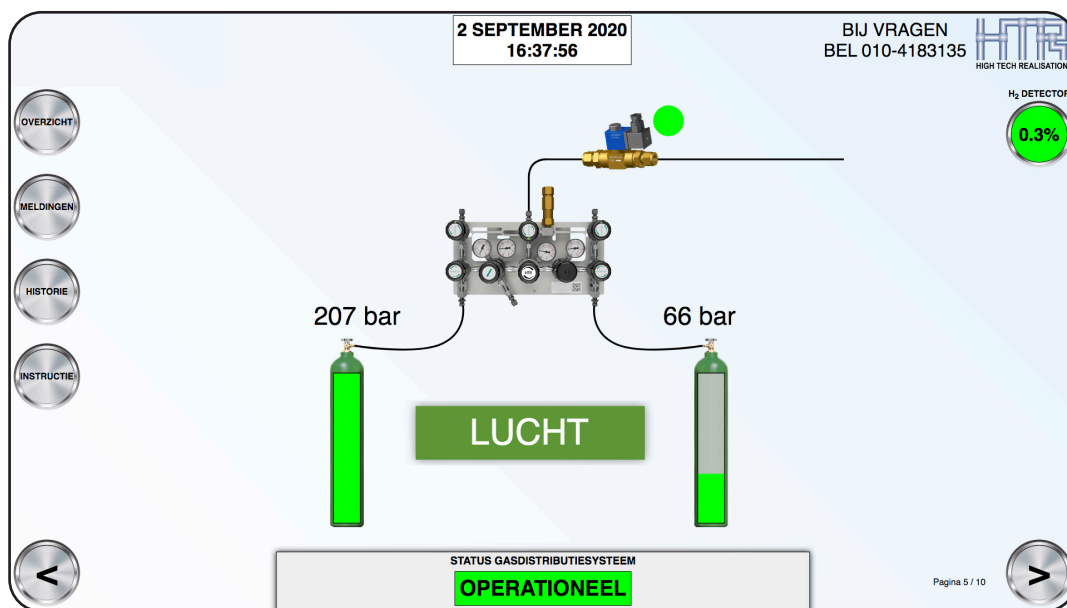 2 SEPTEMBER 2020
16:37:56
BIJ VRAGEN
BEL 010-4183135
HTR
HIGH TECH REALISATION
H₂ DETECTOR
0.3%
OVERZICHT
MELDINGEN
HISTORIE
INSTRUCTIE
207 bar
66 bar
LUCHT
STATUS GASDISTRIBUTIESYSTEEM
OPERATIONEEL
<
Pagina 5 / 10
>